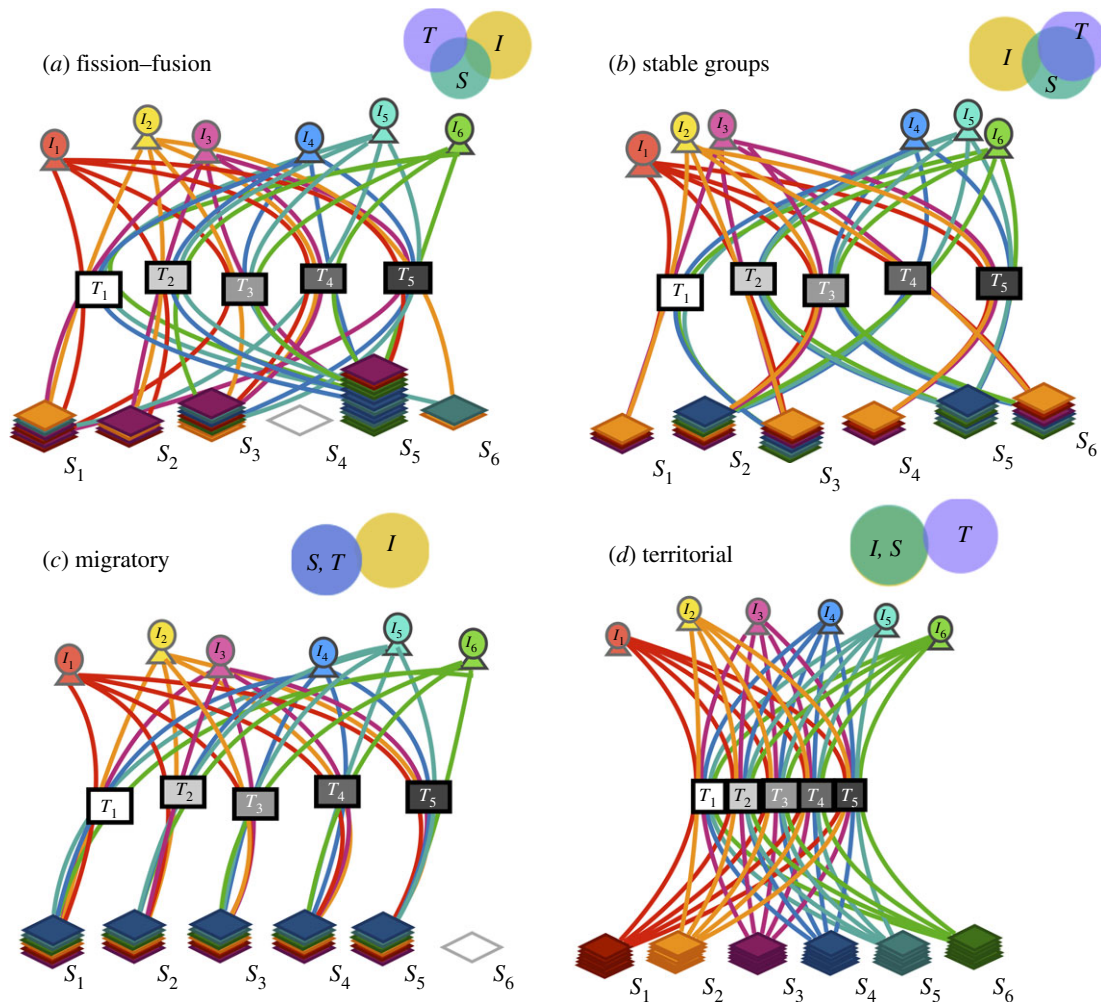 (a) fission–fusion
T I
S
I1 I2 I3 I4 I5 I6
T1 T2 T3 T4 T5
S1 S2 S3 S4 S5 S6
(b) stable groups
I T
S
I1 I2 I3 I4 I5 I6
T1 T2 T3 T4 T5
S1 S2 S3 S4 S5 S6
(c) migratory
S, T I
I1 I2 I3 I4 I5 I6
T1 T2 T3 T4 T5
S1 S2 S3 S4 S5 S6
(d) territorial
I, S T
I1 I2 I3 I4 I5 I6
T1 T2 T3 T4 T5
S1 S2 S3 S4 S5 S6